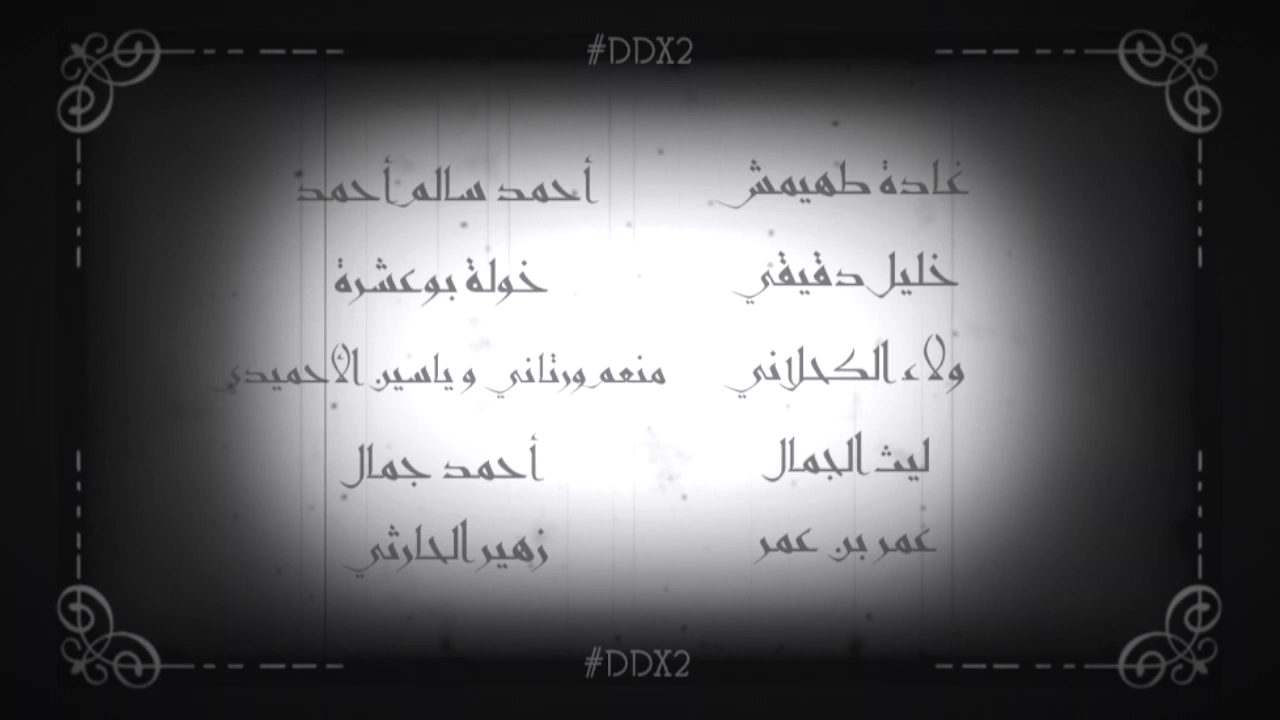 #DDX2
غادة طهيمش أحمد سالم أحمد
خليل دقيقي خولة بوعشرة
ولاء الكحلاني منعم ورتاني و ياسين الأحميدي
ليث الجمال أحمد جمال
عمر بن عمر زهير الحارثي
#DDX2